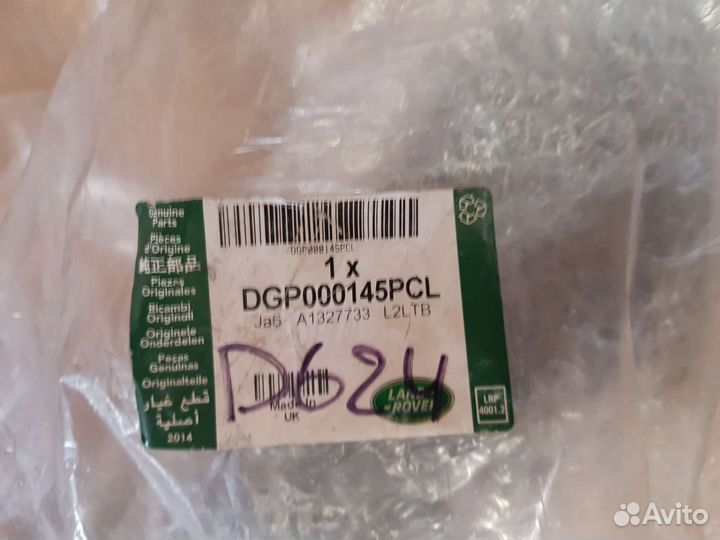 Genuine
Parts
Pièces
d'Origine
純正部品
Piezas
Originales
Ricambi
Originali
Originele
Onderdelen
Peças
Genuinas
Originalteile
قطع غيار
أصلية
2014
DGP000145PCL
1 x
DGP000145PCL
Ja6 A1327733 L2LTB
D624
Made in
UK
LAND
ROVER
LRP
4001.2
Avito